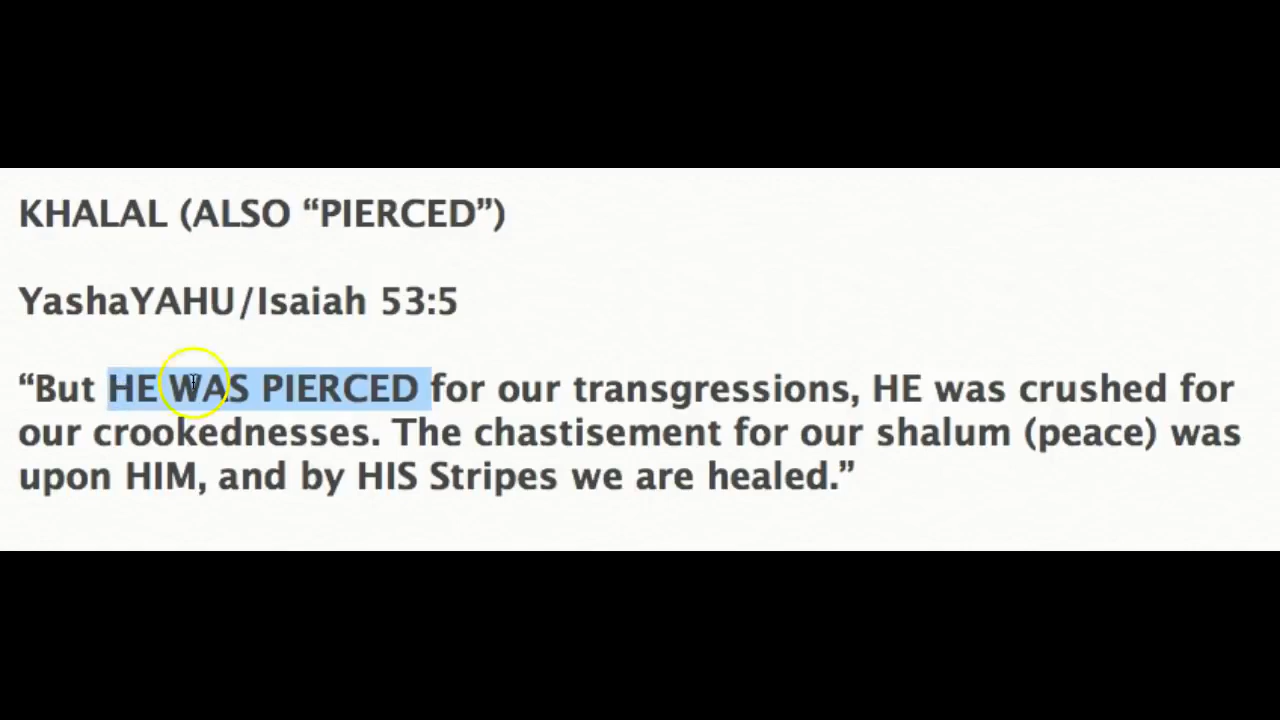 KHALAL (ALSO “PIERCED”)
YashaYAHU/Isaiah 53:5
“But HE WAS PIERCED for our transgressions, HE was crushed for
our crookednesses. The chastisement for our shalum (peace) was
upon HIM, and by HIS Stripes we are healed.”